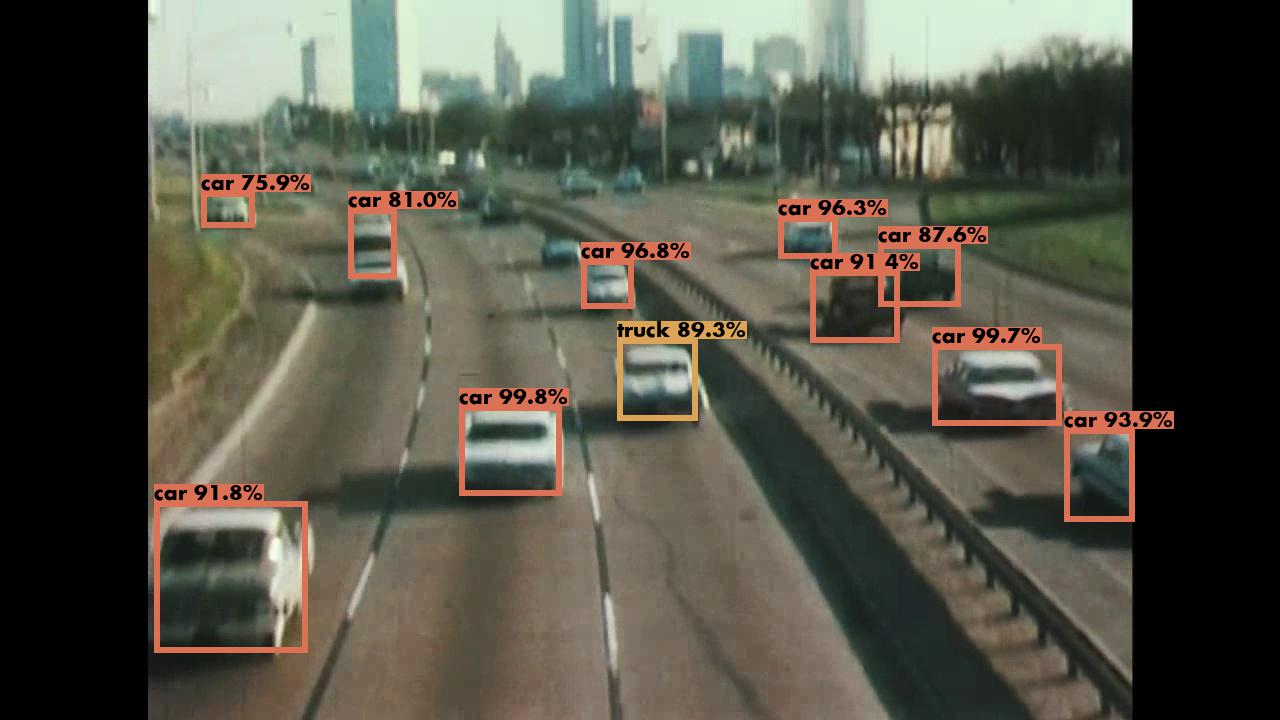 car 75.9%
car 81.0%
car 96.3%
car 87.6%
car 96.8%
car 91 4%
truck 89.3%
car 99.7%
car 99.8%
car 93.9%
car 91.8%